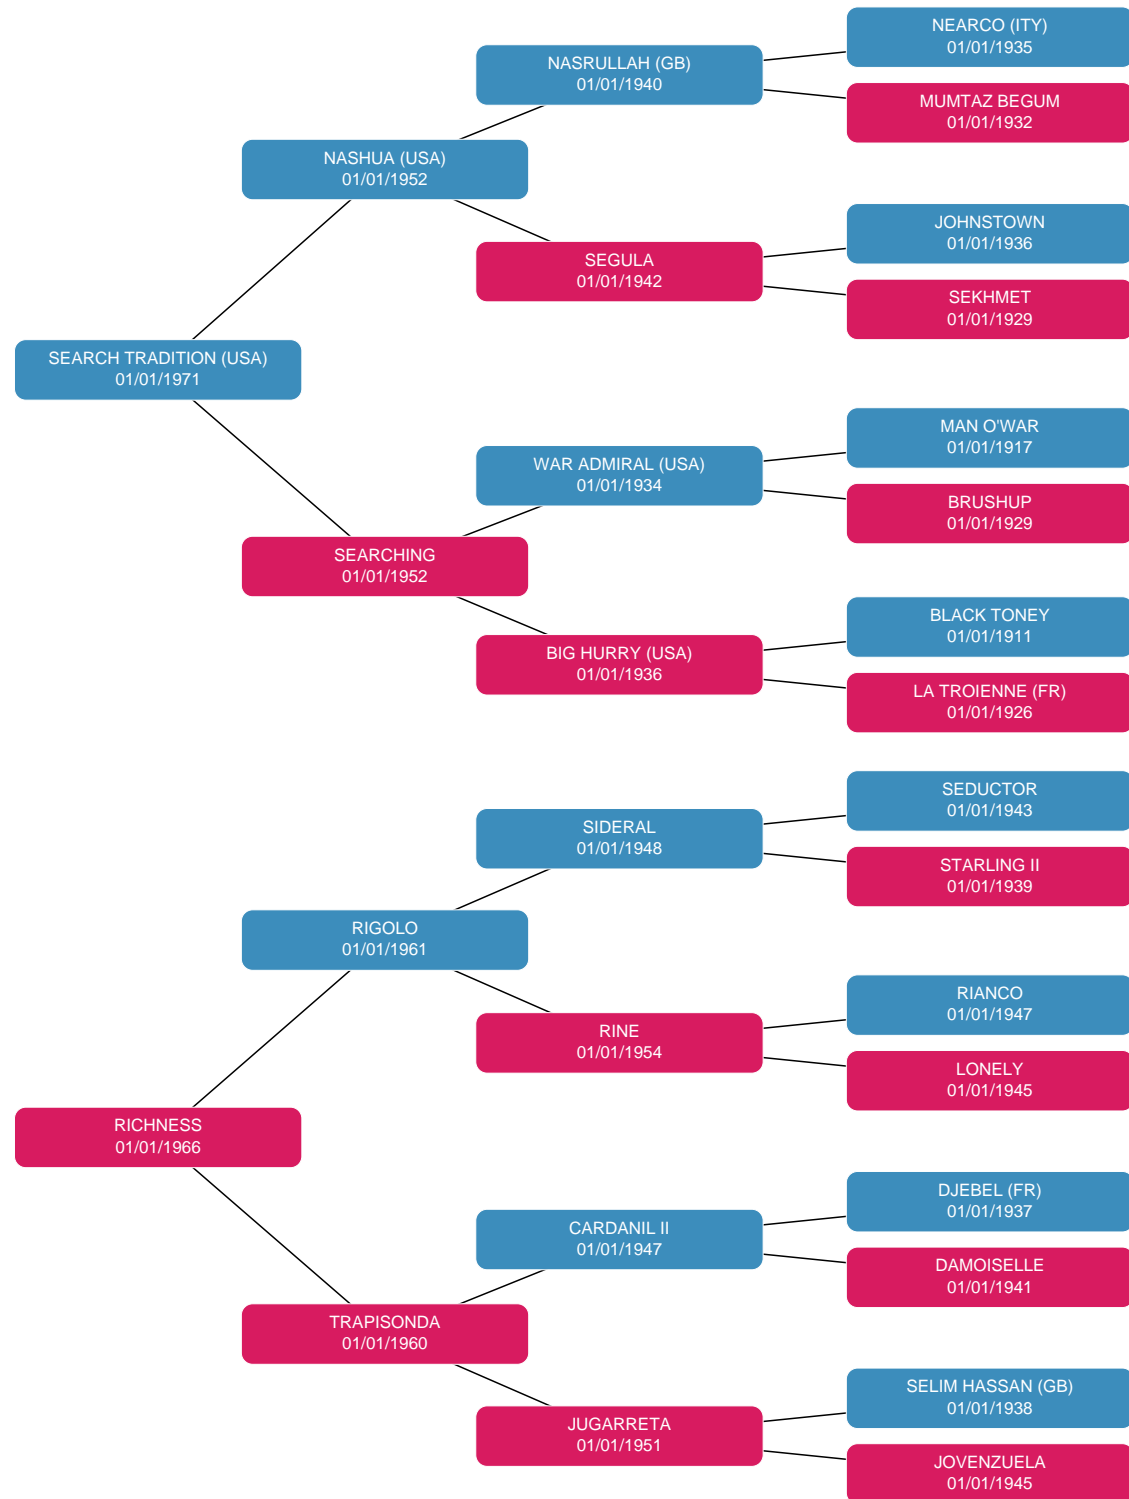 NEARCO (ITY)
01/01/1935
NASRULLAH (GB)
01/01/1940
MUMTAZ BEGUM
01/01/1932
NASHUA (USA)
01/01/1952
JOHNSTOWN
01/01/1936
SEGULA
01/01/1942
SEKHMET
01/01/1929
SEARCH TRADITION (USA)
01/01/1971
MAN O'WAR
01/01/1917
WAR ADMIRAL (USA)
01/01/1934
BRUSHUP
01/01/1929
SEARCHING
01/01/1952
BLACK TONEY
01/01/1911
BIG HURRY (USA)
01/01/1936
LA TROIENNE (FR)
01/01/1926
SEDUCTOR
01/01/1943
SIDERAL
01/01/1948
STARLING II
01/01/1939
RIGOLO
01/01/1961
RIANCO
01/01/1947
RINE
01/01/1954
LONELY
01/01/1945
RICHNESS
01/01/1966
DJEBEL (FR)
01/01/1937
CARDANIL II
01/01/1947
DAMOISELLE
01/01/1941
TRAPISONDA
01/01/1960
SELIM HASSAN (GB)
01/01/1938
JUGARRETA
01/01/1951
JOVENZUELA
01/01/1945